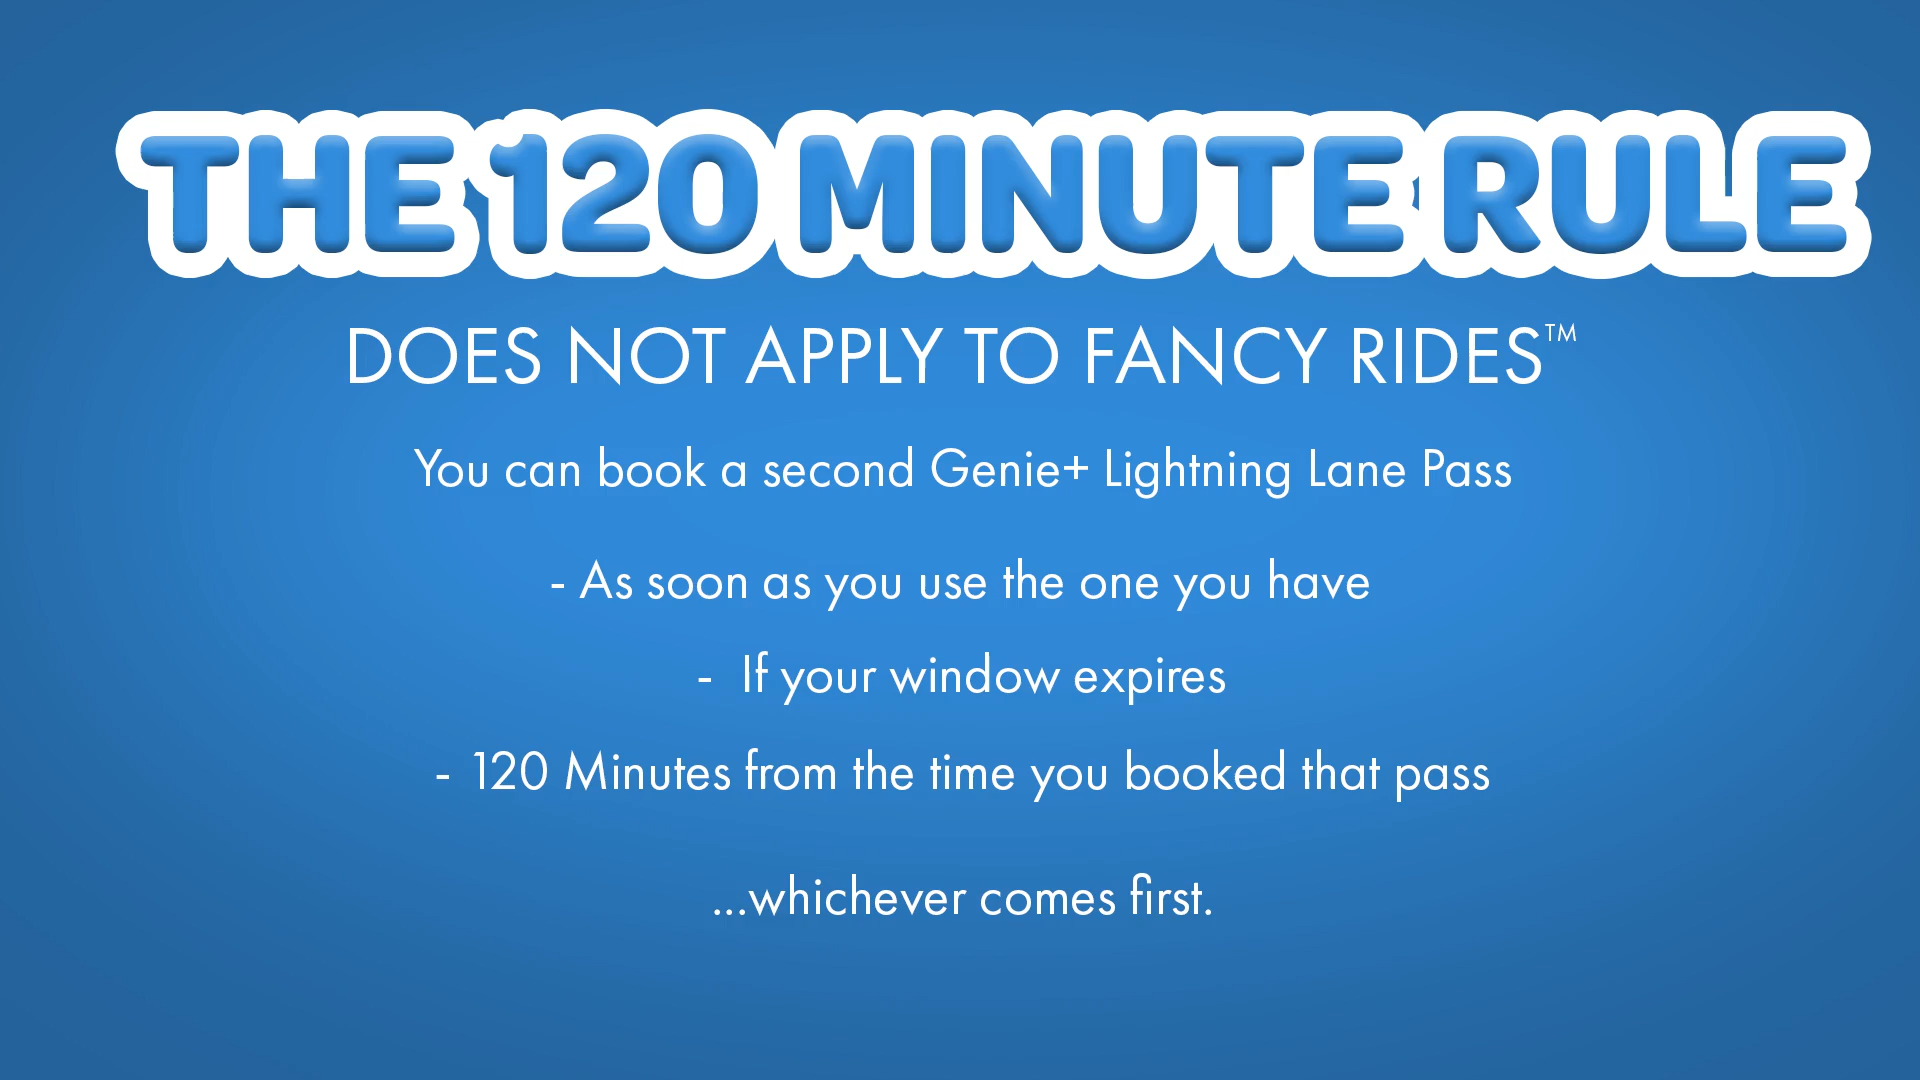 THE 120 MINUTE RULE
DOES NOT APPLY TO FANCY RIDES™
You can book a second Genie+ Lightning Lane Pass
- As soon as you use the one you have
- If your window expires
- 120 Minutes from the time you booked that pass
...whichever comes first.